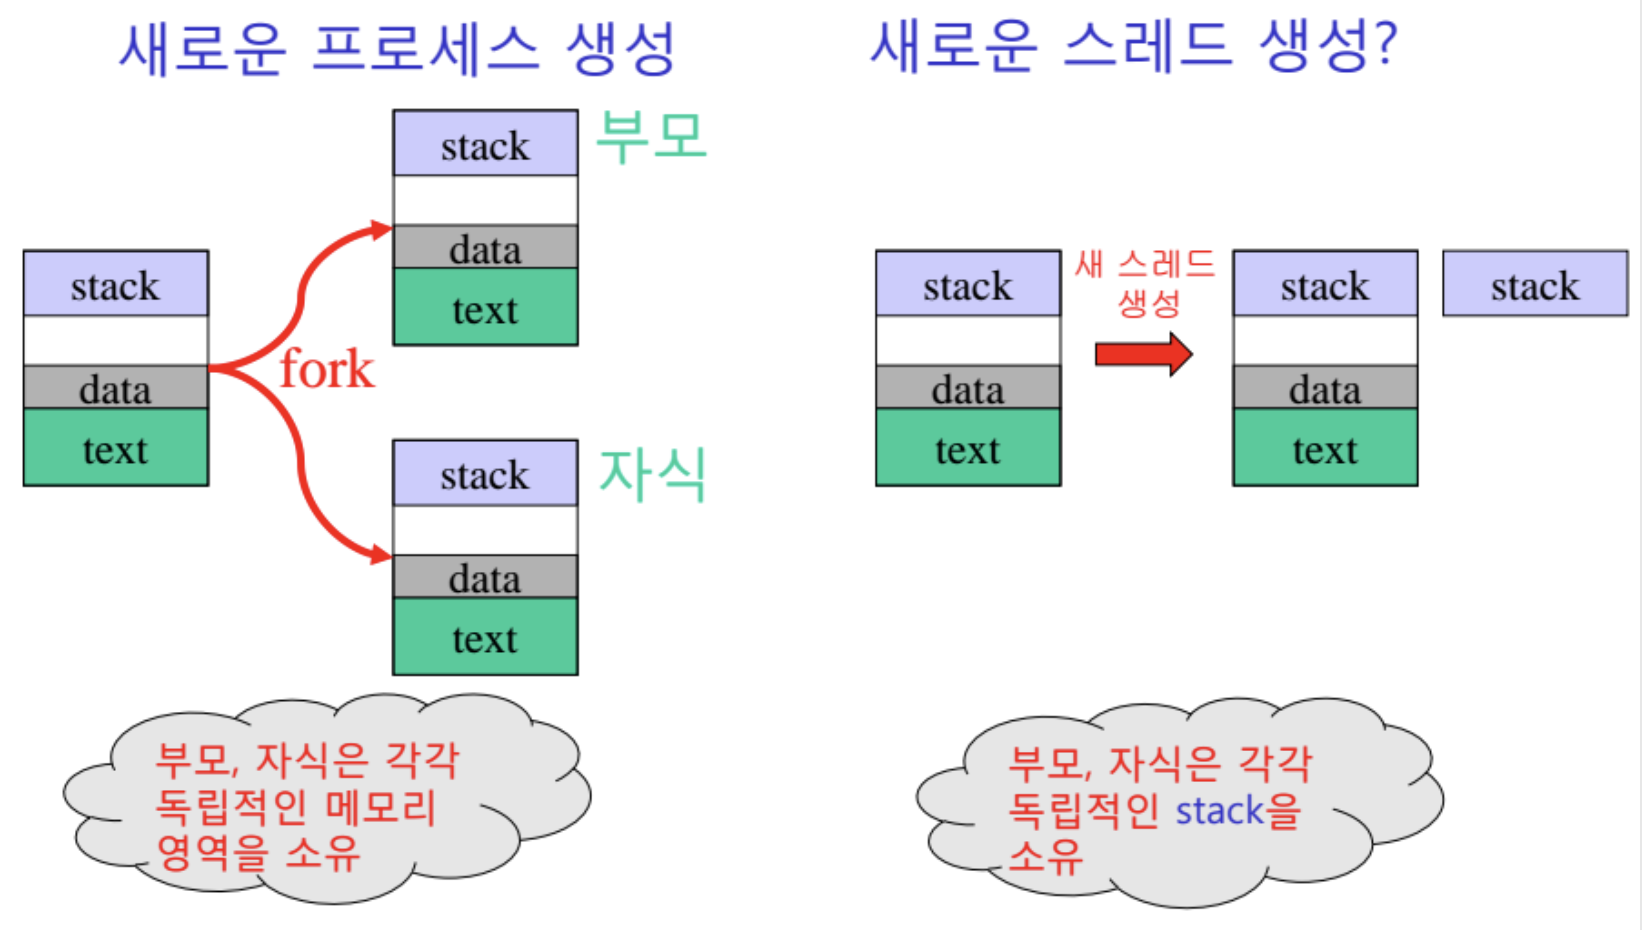 새로운 프로세스 생성
stack
data
text
fork
stack
data
text
부모
stack
data
text
자식
부모, 자식은 각각
독립적인 메모리
영역을 소유
새로운 스레드 생성?
stack
data
text
새 스레드
생성
stack
data
text
stack
부모, 자식은 각각
독립적인 stack을
소유